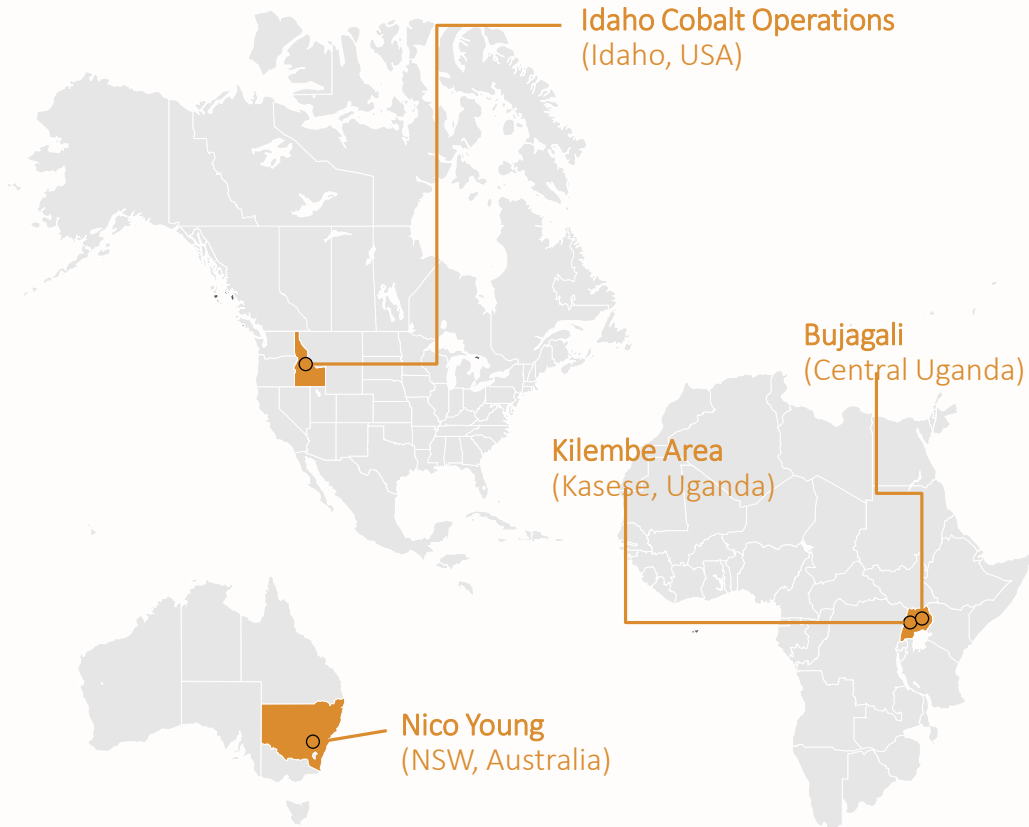 Idaho Cobalt Operations
(Idaho, USA)
Bujagali
(Central Uganda)
Kilembe Area
(Kasese, Uganda)
Nico Young
(NSW, Australia)